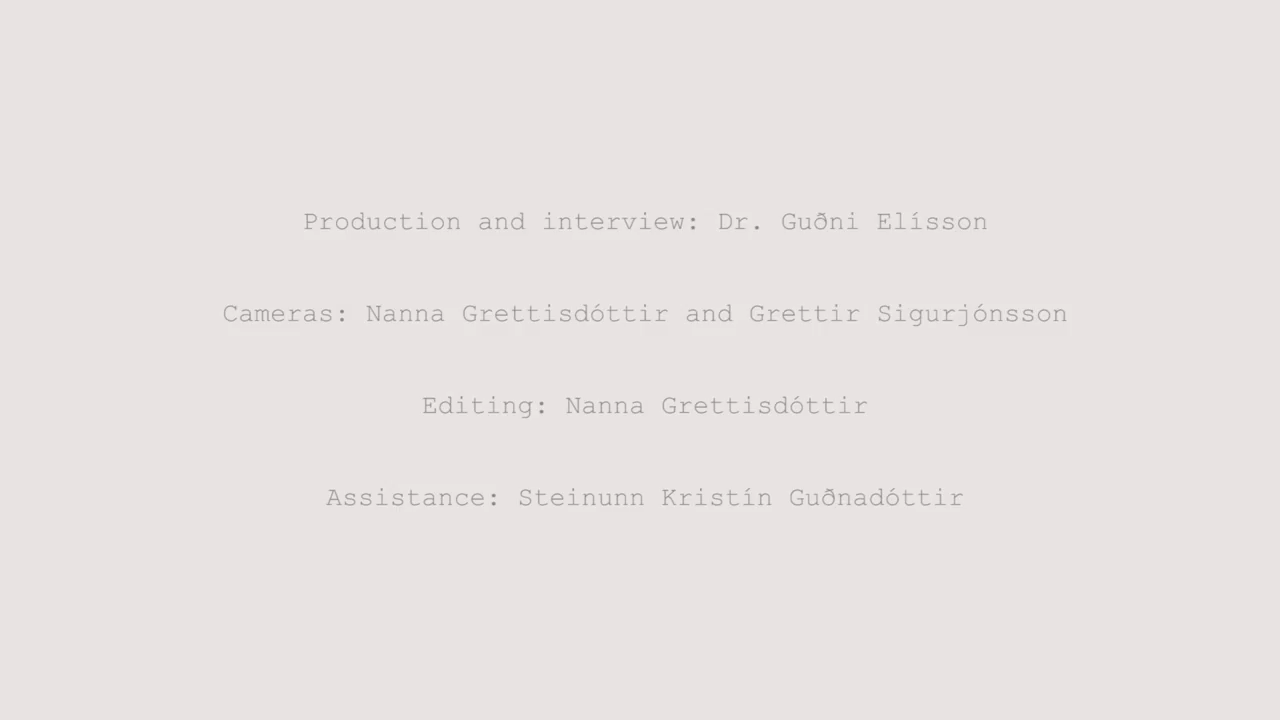 Production and interview: Dr. Guðni Elísson
Cameras: Nanna Grettisdóttir and Grettir Sigurjónsson
Editing: Nanna Grettisdóttir
Assistance: Steinunn Kristín Guðnadóttir